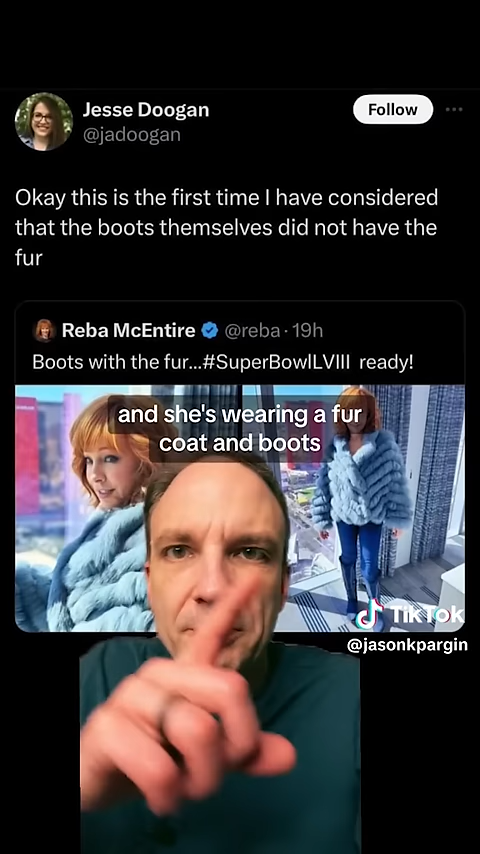 Jesse Doogan
Follow
@jadoogan
Okay this is the first time I have considered
that the boots themselves did not have the
fur
Reba McEntire @reba · 19h
Boots with the fur...#SuperBowlLVIII ready!
and she's wearing a fur
coat and boots
TikTok
@jasonkpargin